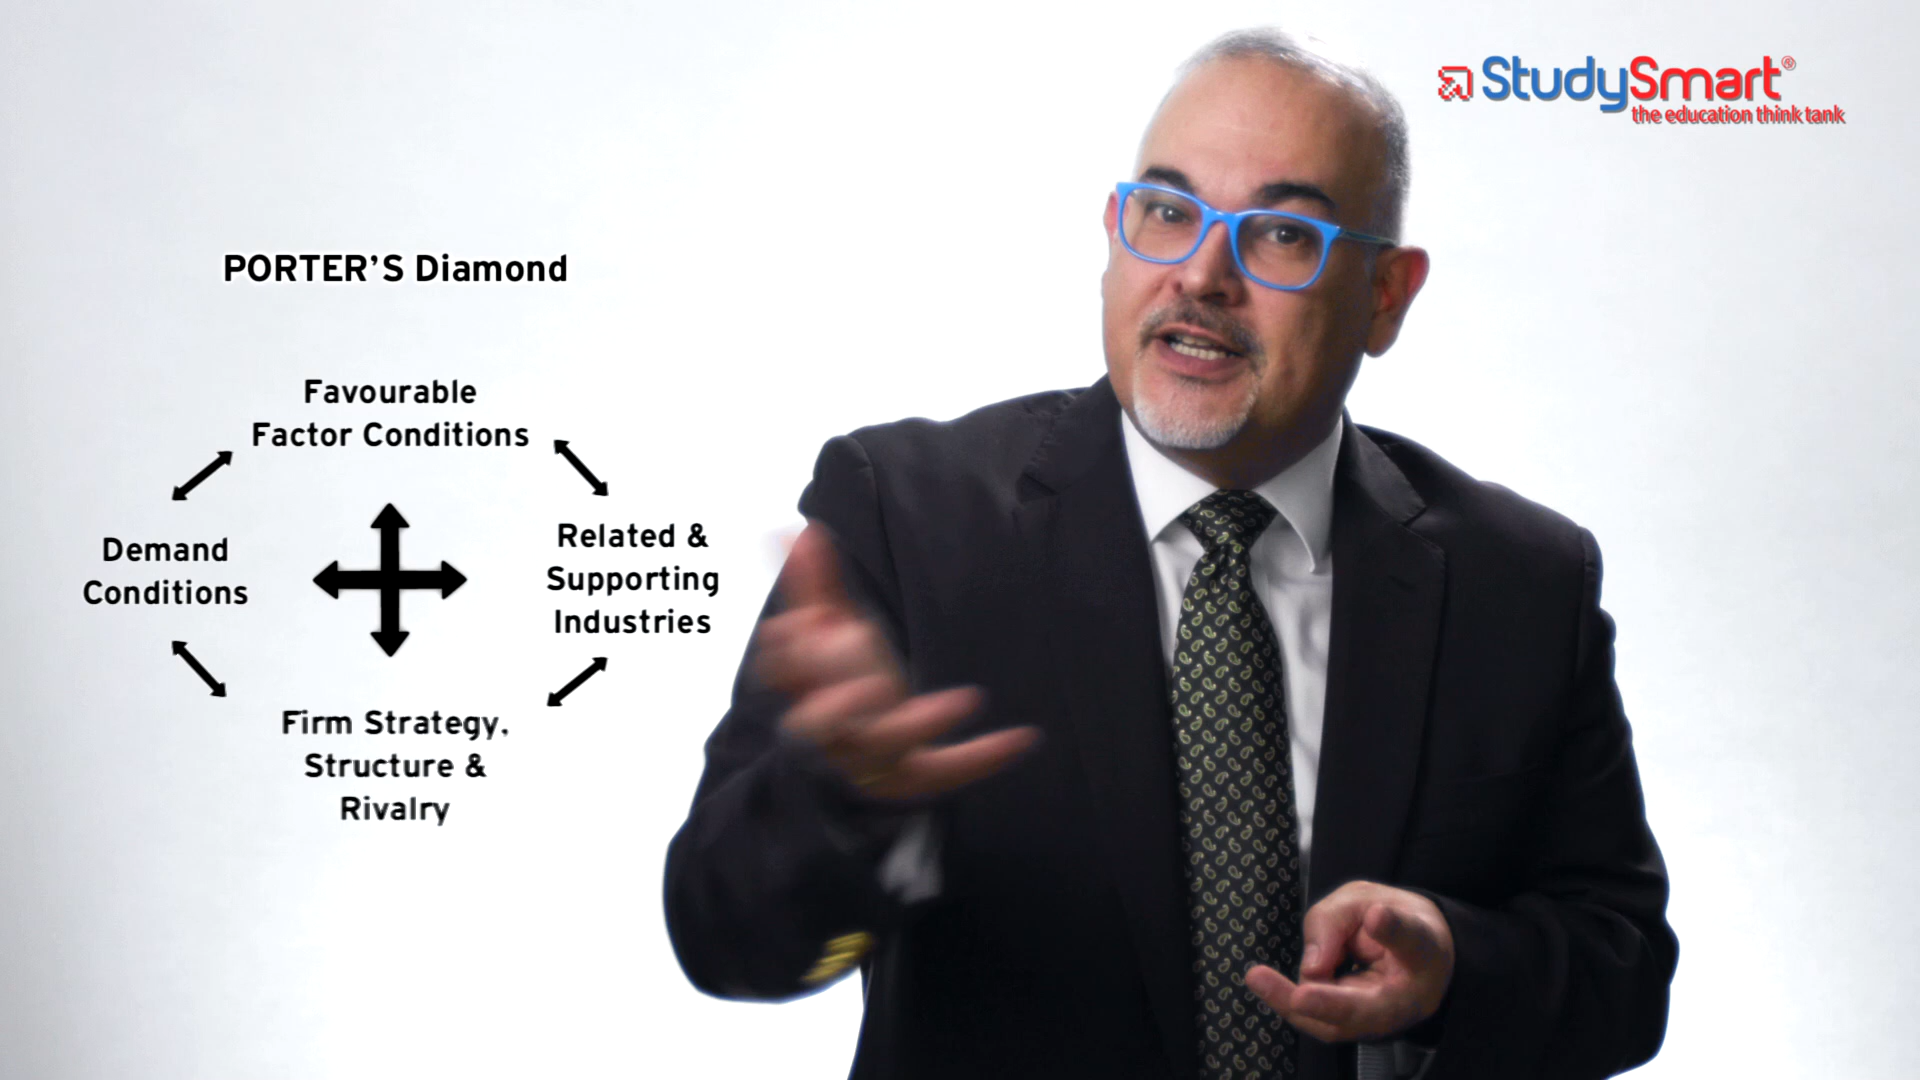 StudySmart®
the education think tank
PORTER'S Diamond
Favourable
Factor Conditions
Demand
Conditions
Related &
Supporting
Industries
Firm Strategy,
Structure &
Rivalry